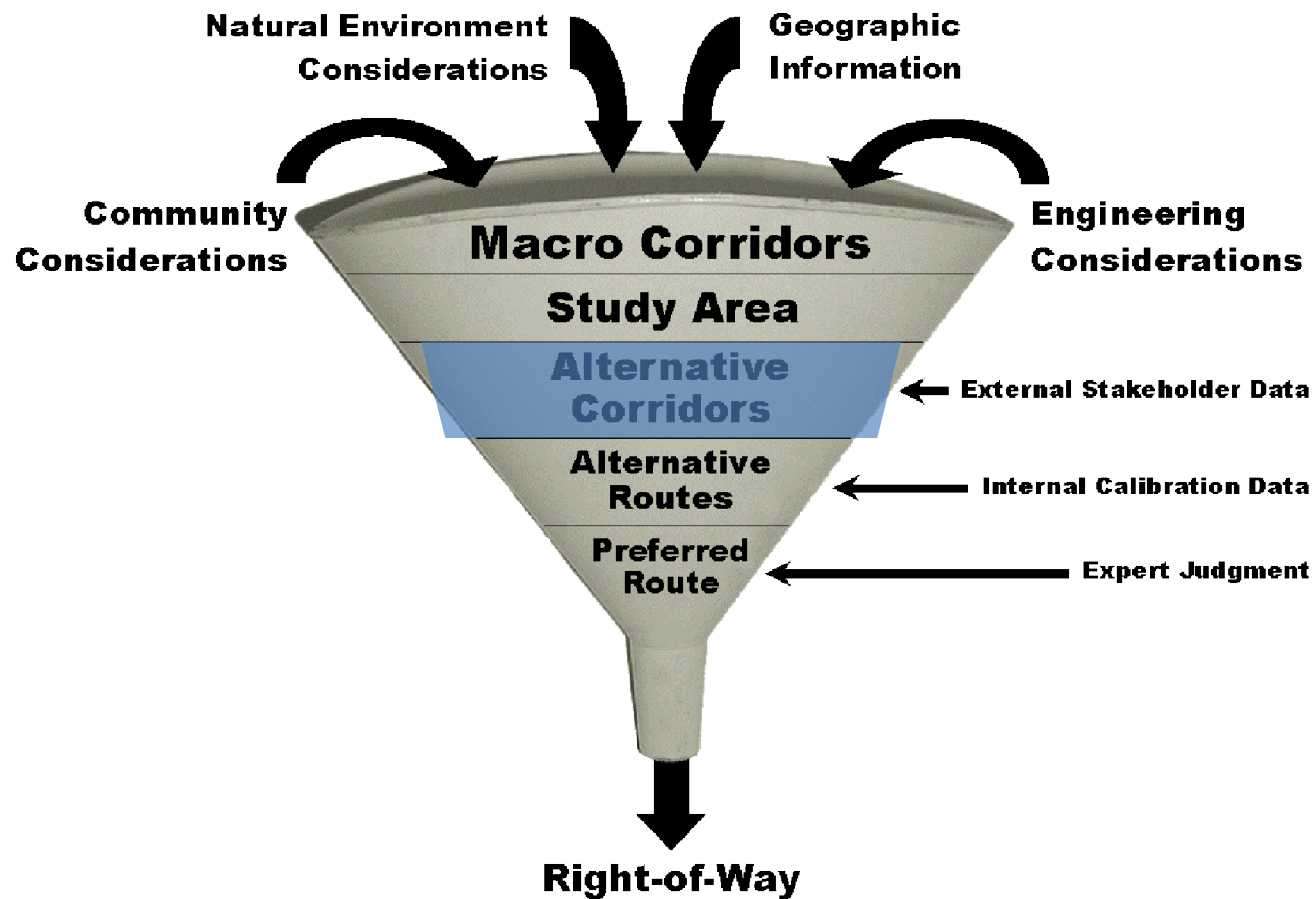 Natural Environment
Considerations
Geographic
Information
Community
Considerations
Engineering
Considerations
Macro Corridors
Study Area
Alternative
Corridors
External Stakeholder Data
Alternative
Routes
Internal Calibration Data
Preferred
Route
Expert Judgment
Right-of-Way